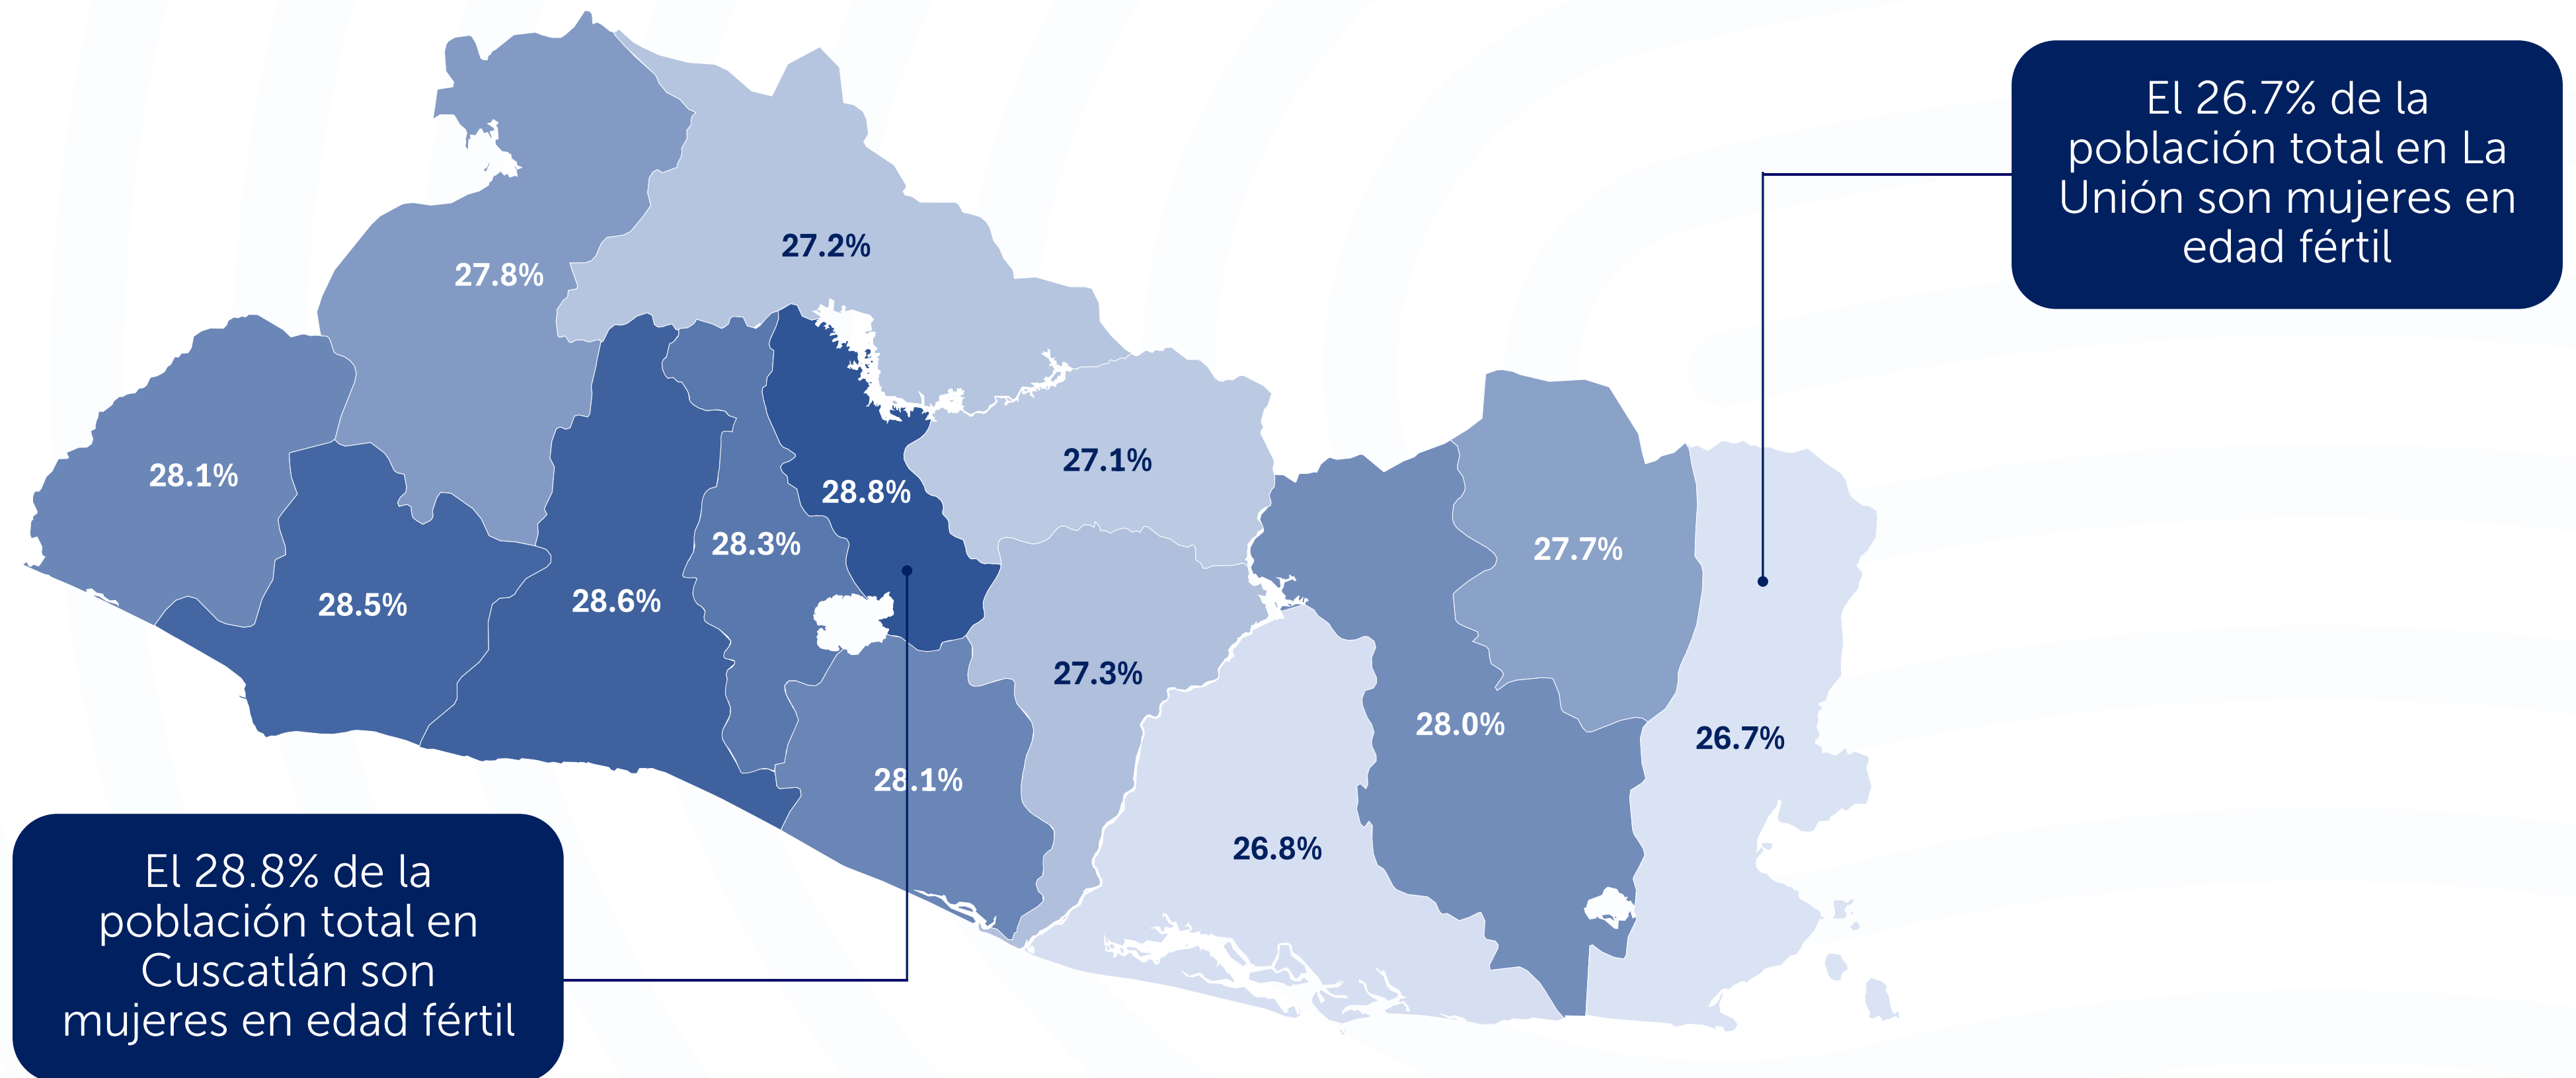 El 26.7% de la
población total en La
Unión son mujeres en
edad fértil
27.2%
27.8%
27.1%
28.1%
28.8%
28.3%
27.7%
28.5%
28.6%
27.3%
28.0%
26.7%
28.1%
26.8%
El 28.8% de la
población total en
Cuscatlán son
mujeres en edad fértil